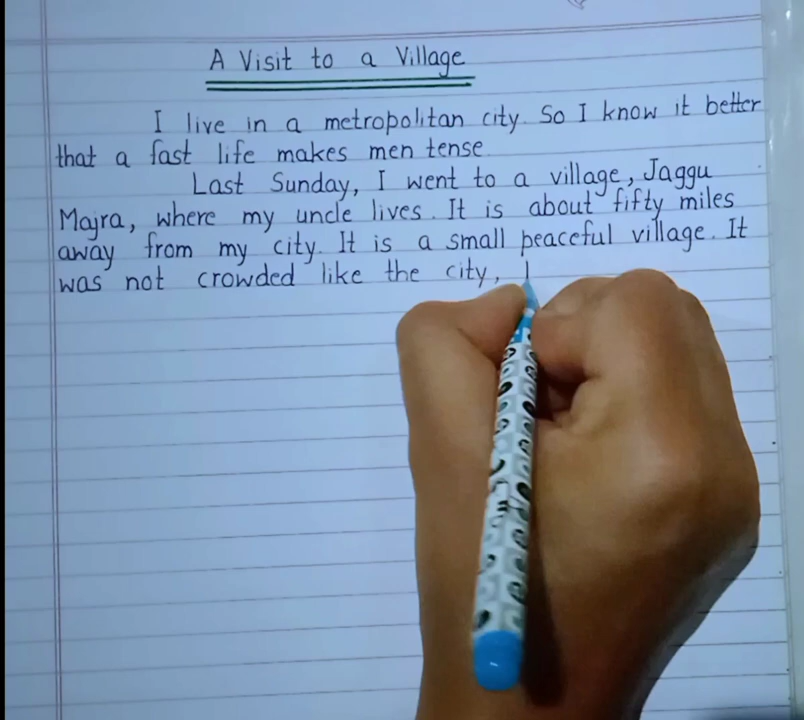 A Visit to a Village
I live in a metropolitan city. So I know it better
that a fast life makes men tense
Last Sunday, I went to a village, Jaggu
Majra, where my uncle lives. It is about fifty miles
away from my city. It is a small peaceful village. It
was not crowded like the city, I